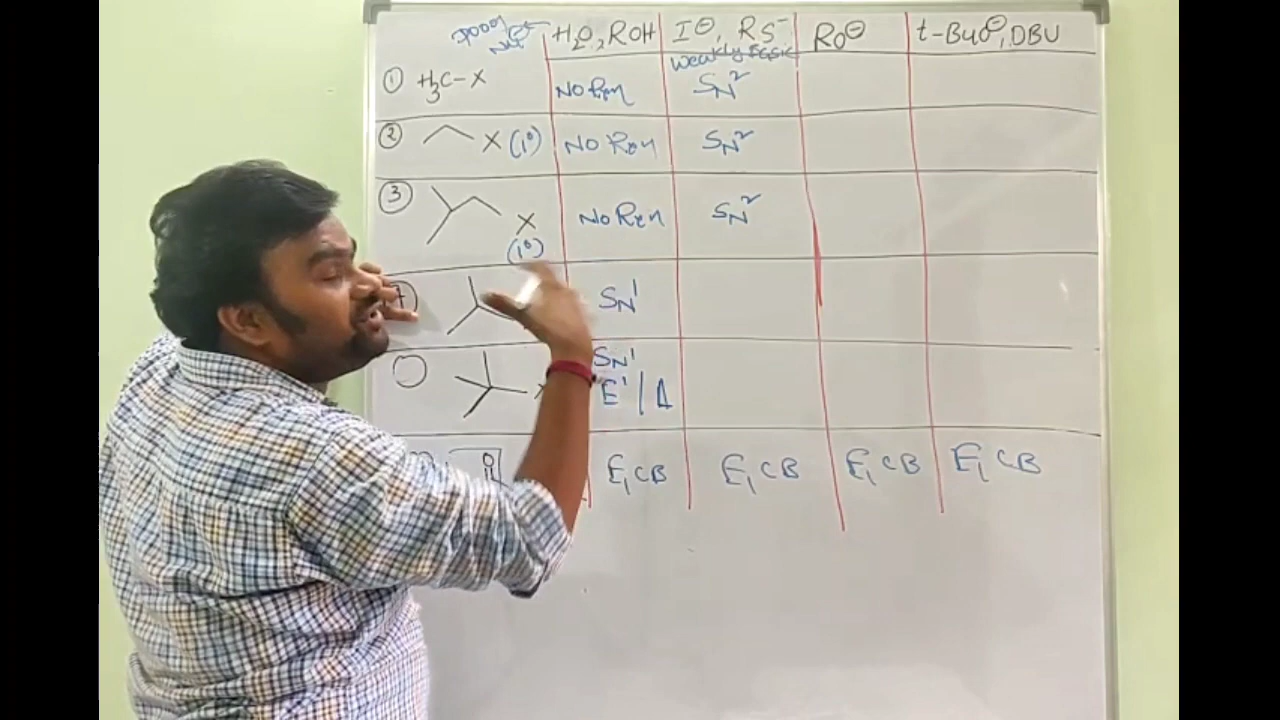 poor H₂O, ROH I⊖, RS⁻ RO⊖ t-BuO⊖, DBU
Nu⊖ weakly basic
① H₃C-X No Rxn SN²
② X (1°) No Rxn SN²
③ X No Rxn SN²
(1°)
SN¹
SN¹
X E¹/Δ
O E₁CB E₁CB E₁CB E₁CB